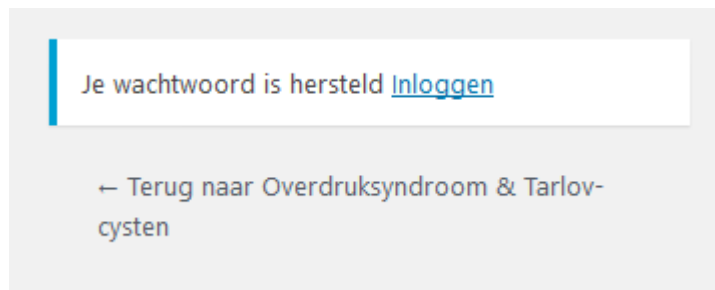 Je wachtwoord is hersteld Inloggen
← Terug naar Overdruksyndroom & Tarlov-
cysten